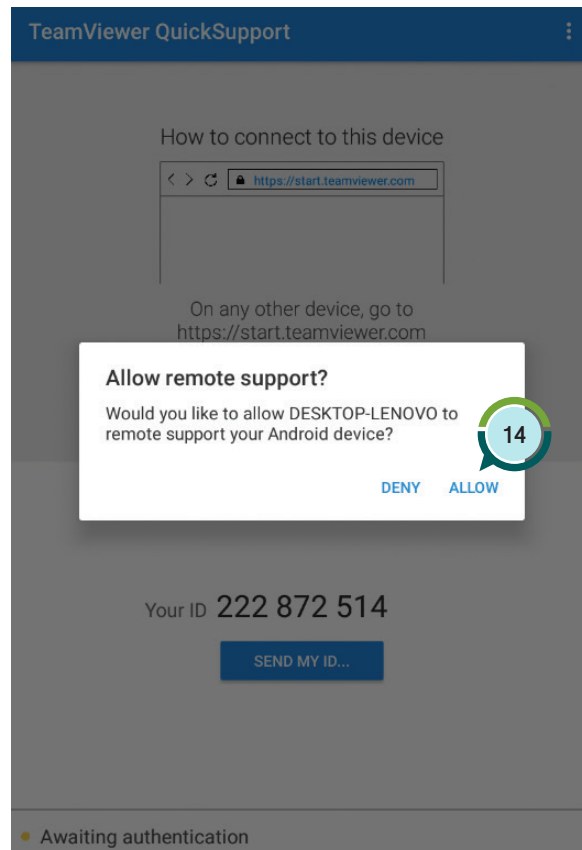 TeamViewer QuickSupport
How to connect to this device
https://start.teamviewer.com
On any other device, go to
https://start.teamviewer.com
Allow remote support?
Would you like to allow DESKTOP-LENOVO to
remote support your Android device?
14
DENY ALLOW
Your ID 222 872 514
SEND MY ID...
Awaiting authentication